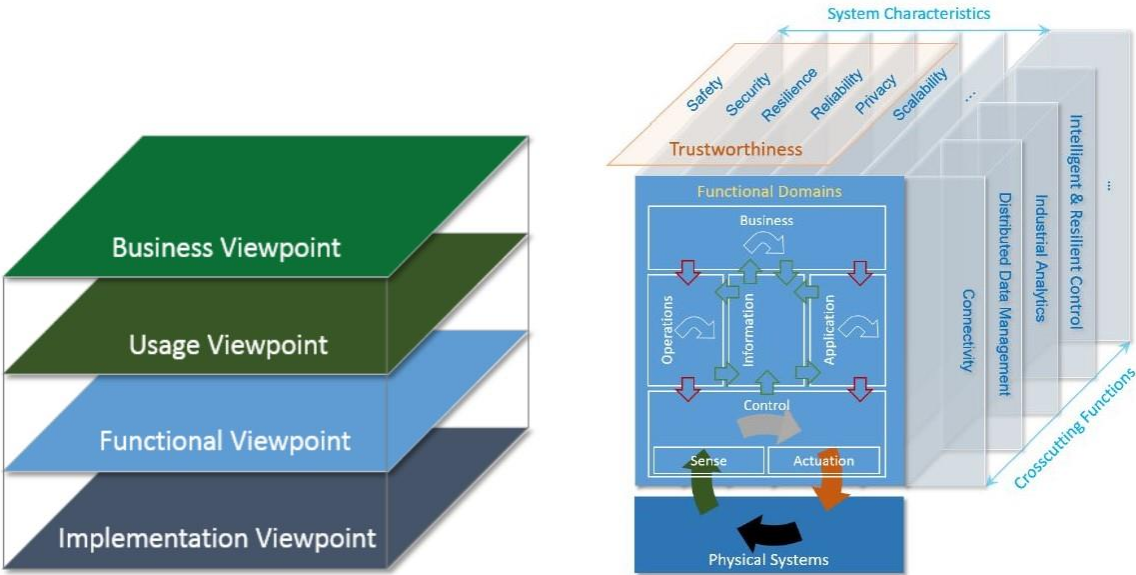 Business Viewpoint
Usage Viewpoint
Functional Viewpoint
Implementation Viewpoint
System Characteristics
Safety
Security
Resilience
Reliability
Privacy
Scalability
...
Trustworthiness
Functional Domains
Business
Operations
Information
Application
Control
Sense
Actuation
Physical Systems
Connectivity
Distributed Data Management
Industrial Analytics
Intelligent & Resilient Control
...
Crosscutting Functions